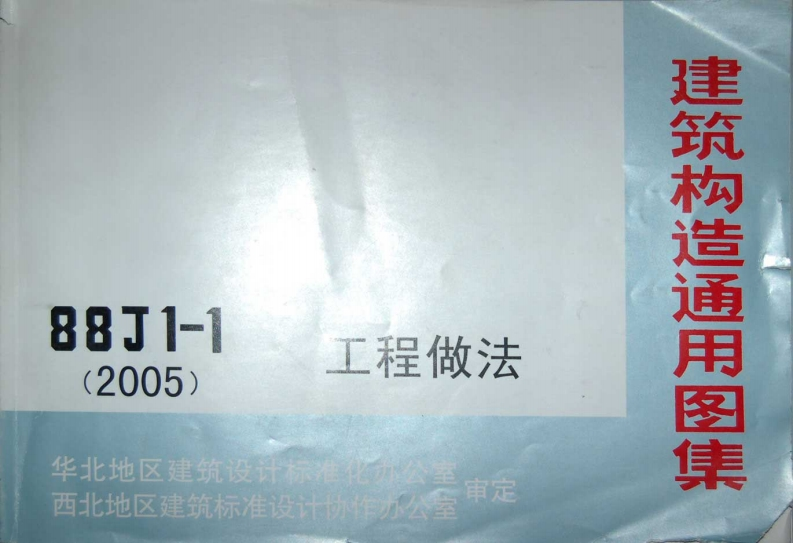 建筑构造通用图集
88J1-1
(2005)
工程做法
华北地区建筑设计标准化办公室
西北地区建筑标准设计协作办公室
审定